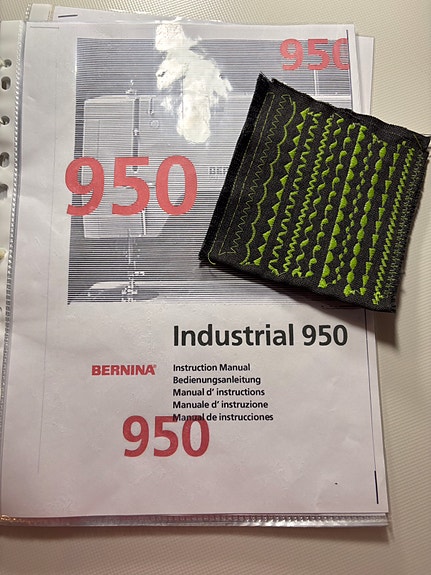 950
950
Industrial 950
BERNINA®
Instruction Manual
Bedienungsanleitung
Manual d' instructions
Manuale d' instruzione
Manual de instrucciones
950